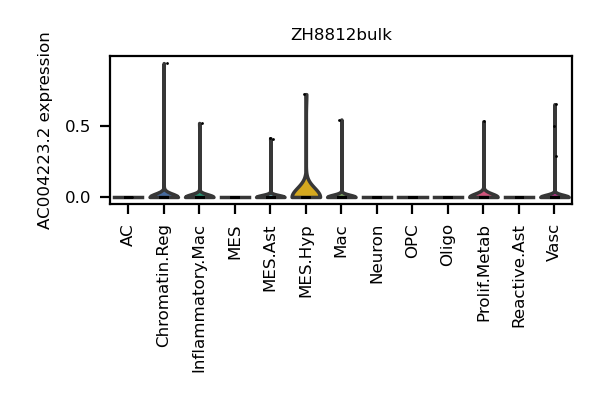 ZH8812bulk
AC004223.2 expression
0.5
0.0
AC
Chromatin.Reg
Inflammatory.Mac
MES
MES.Ast
MES.Hyp
Mac
Neuron
OPC
Oligo
Prolif.Metab
Reactive.Ast
Vasc